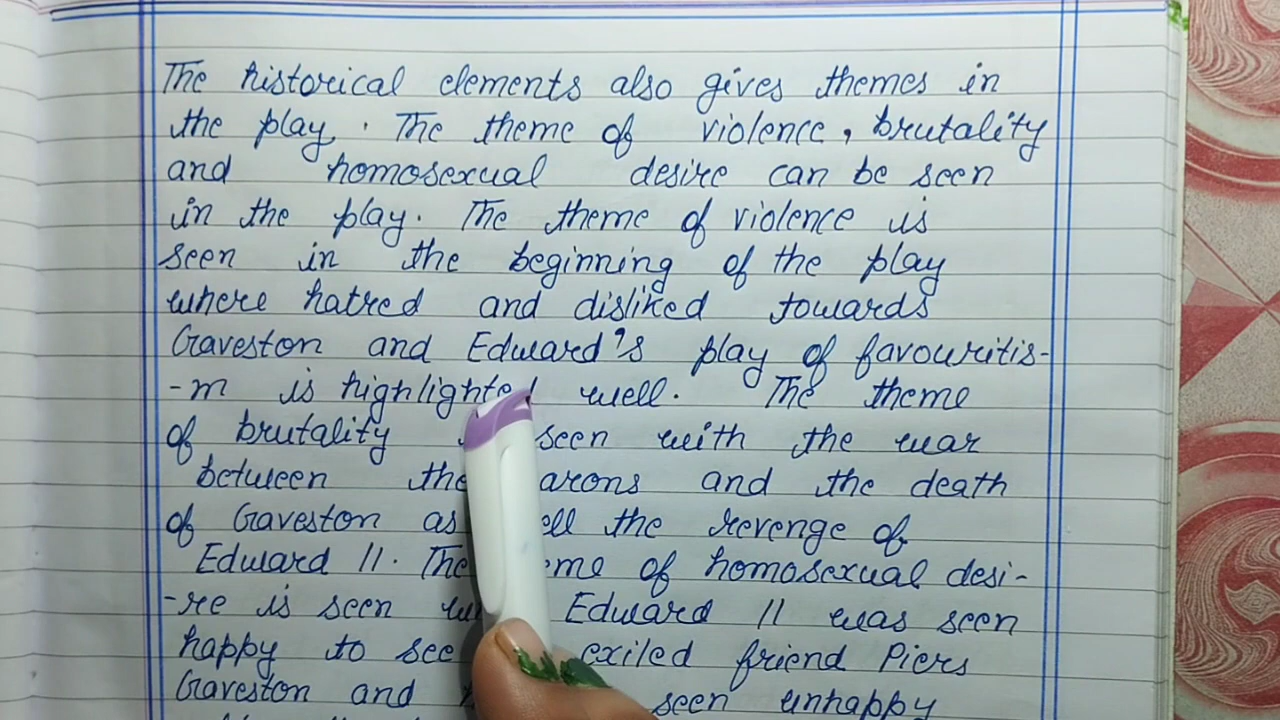 The historical elements also gives themes in
the play. The theme of violence, brutality
and homosexual desire can be seen
in the play. The theme of violence is
seen in the beginning of the play
where hatred and disliked towards
Gaveston and Edward's play of favouritis-
-m is highlighted well. The theme
of brutality seen with the war
between the arons and the death
of Gaveston as ell the revenge of
Edward II. The eme of homosexual desi-
-re is seen Edward II was seen
happy to see exiled friend Piers
Gaveston and seen unhappy